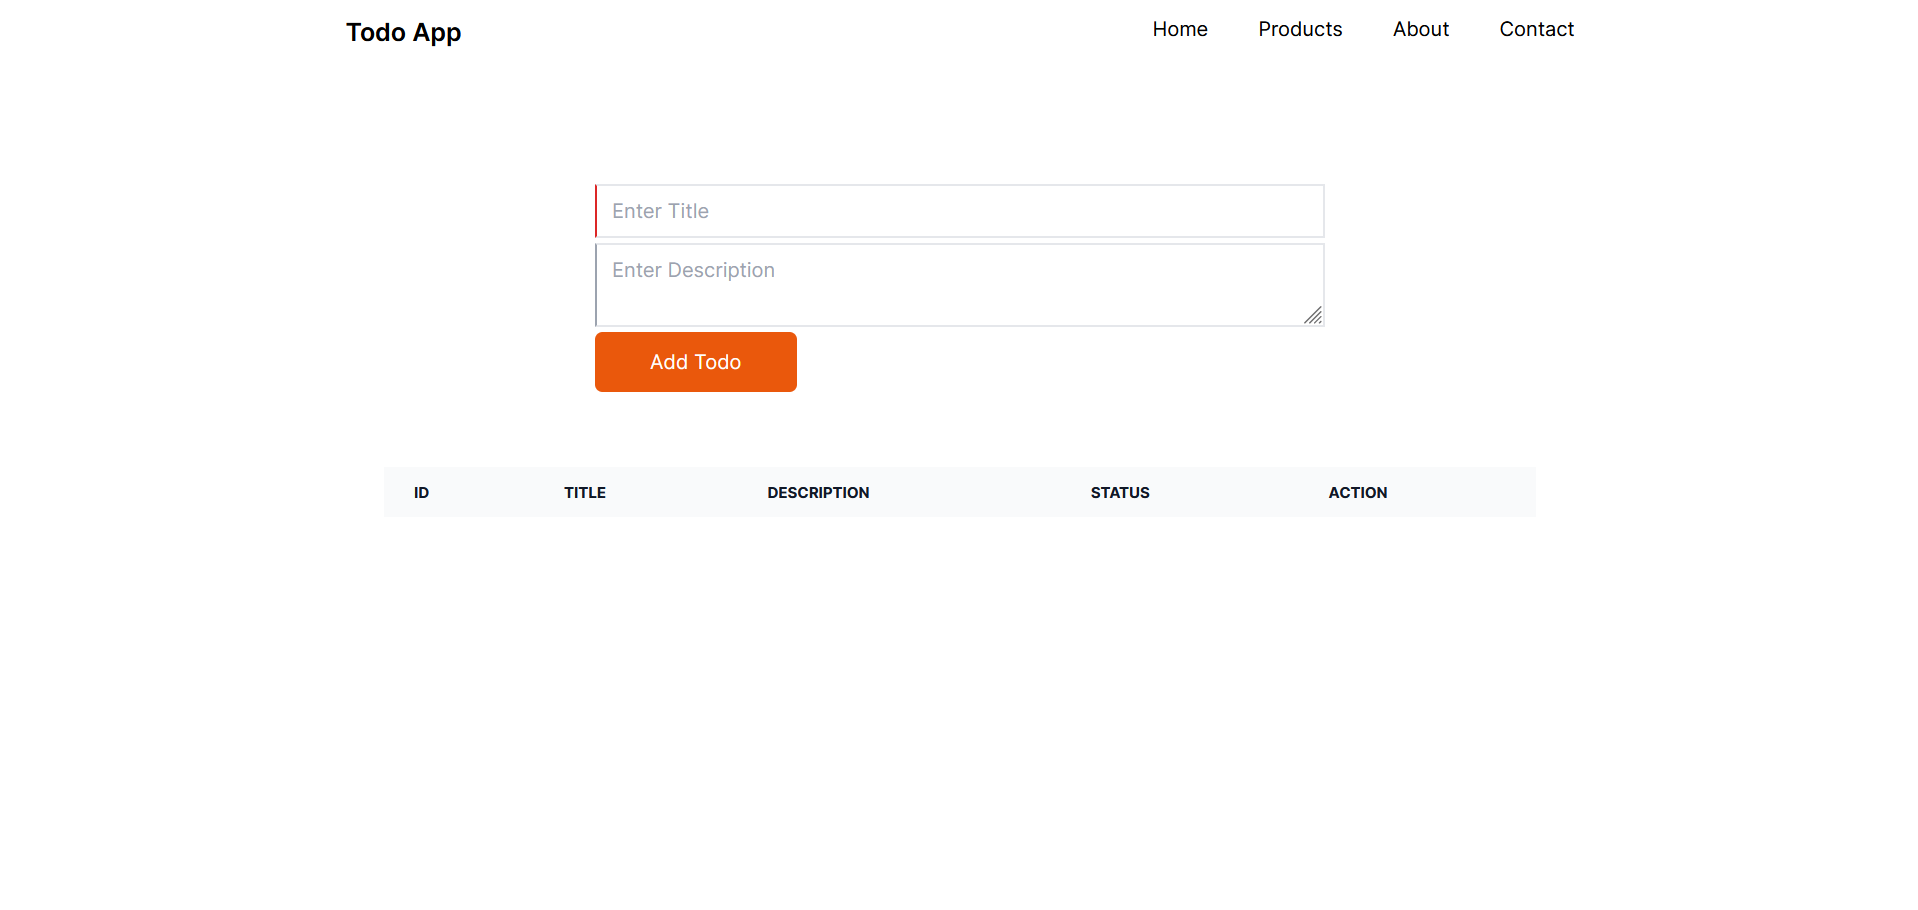 Todo App Home Products About Contact
Enter Title
Enter Description
Add Todo
ID TITLE DESCRIPTION STATUS ACTION